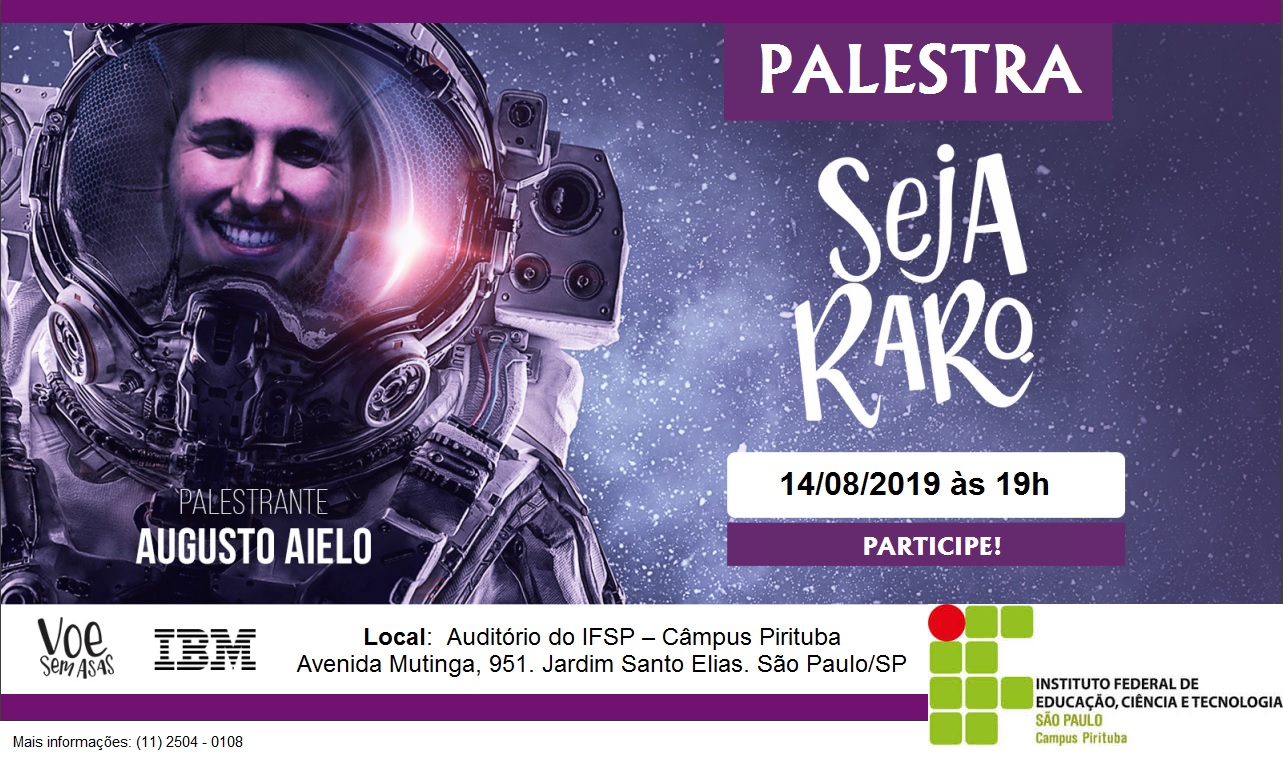 PALESTRA
SEJA
RARO.
14/08/2019 às 19h
PARTICIPE!
PALESTRANTE
AUGUSTO AIELO
VOE
SEM ASAS
IBM
Local: Auditório do IFSP – Câmpus Pirituba
Avenida Mutinga, 951. Jardim Santo Elias. São Paulo/SP
INSTITUTO FEDERAL DE
EDUCAÇÃO, CIÊNCIA E TECNOLOGIA
SÃO PAULO
Campus Pirituba
Mais informações: (11) 2504 - 0108